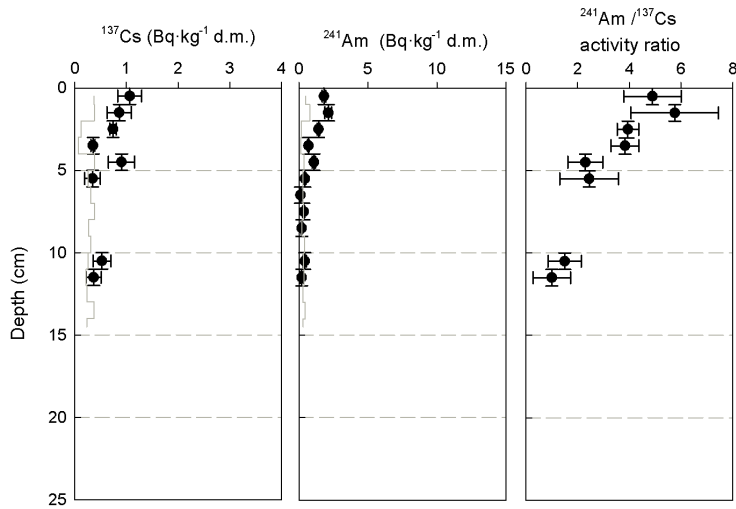 ¹³⁷Cs (Bq·kg⁻¹ d.m.)
²⁴¹Am (Bq·kg⁻¹ d.m.)
²⁴¹Am /¹³⁷Cs
activity ratio
0 1 2 3 4
0 5 10 15
0 2 4 6 8
0
5
10
15
20
25
Depth (cm)